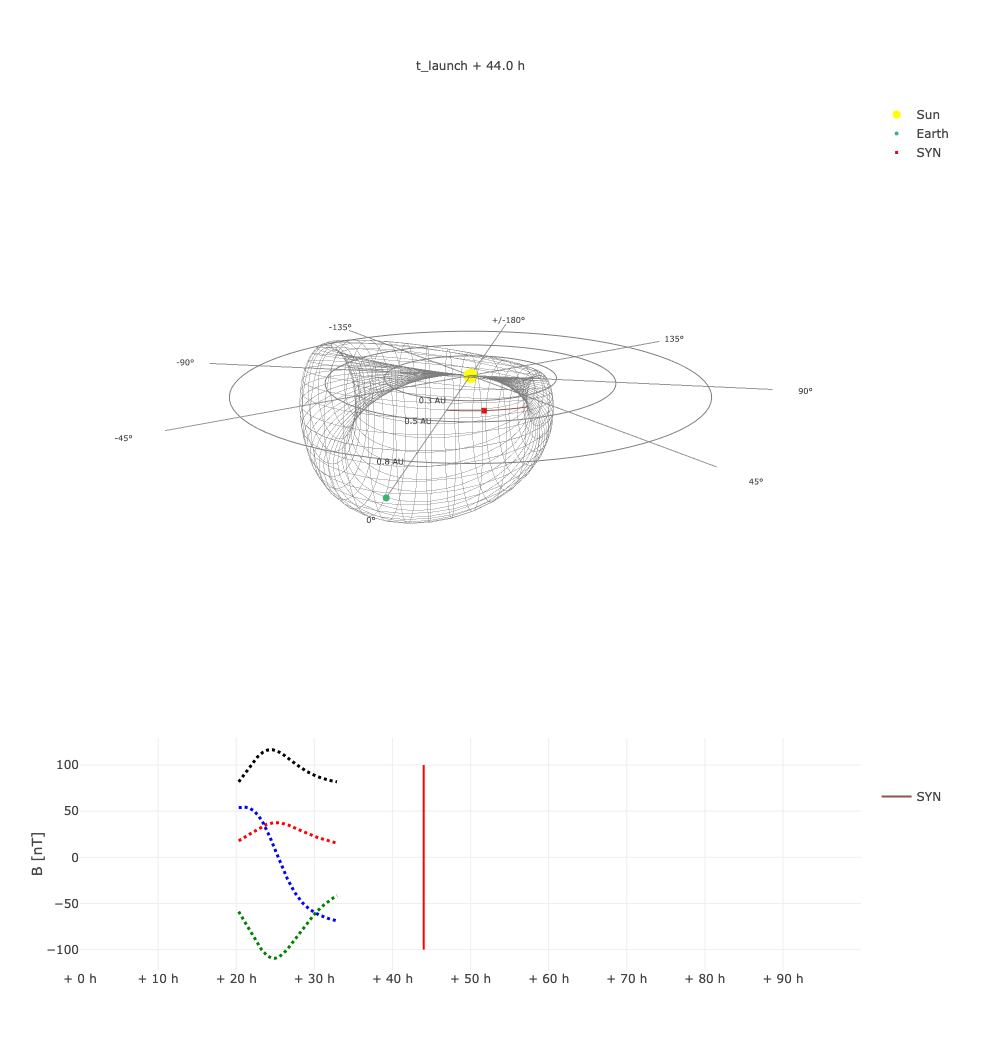 t_launch + 44.0 h
Sun
Earth
SYN
+/-180°
-135°
135°
-90°
90°
0.3 AU
0.5 AU
-45°
0.8 AU
45°
0°
100
50
0
−50
−100
B [nT]
SYN
+ 0 h
+ 10 h
+ 20 h
+ 30 h
+ 40 h
+ 50 h
+ 60 h
+ 70 h
+ 80 h
+ 90 h